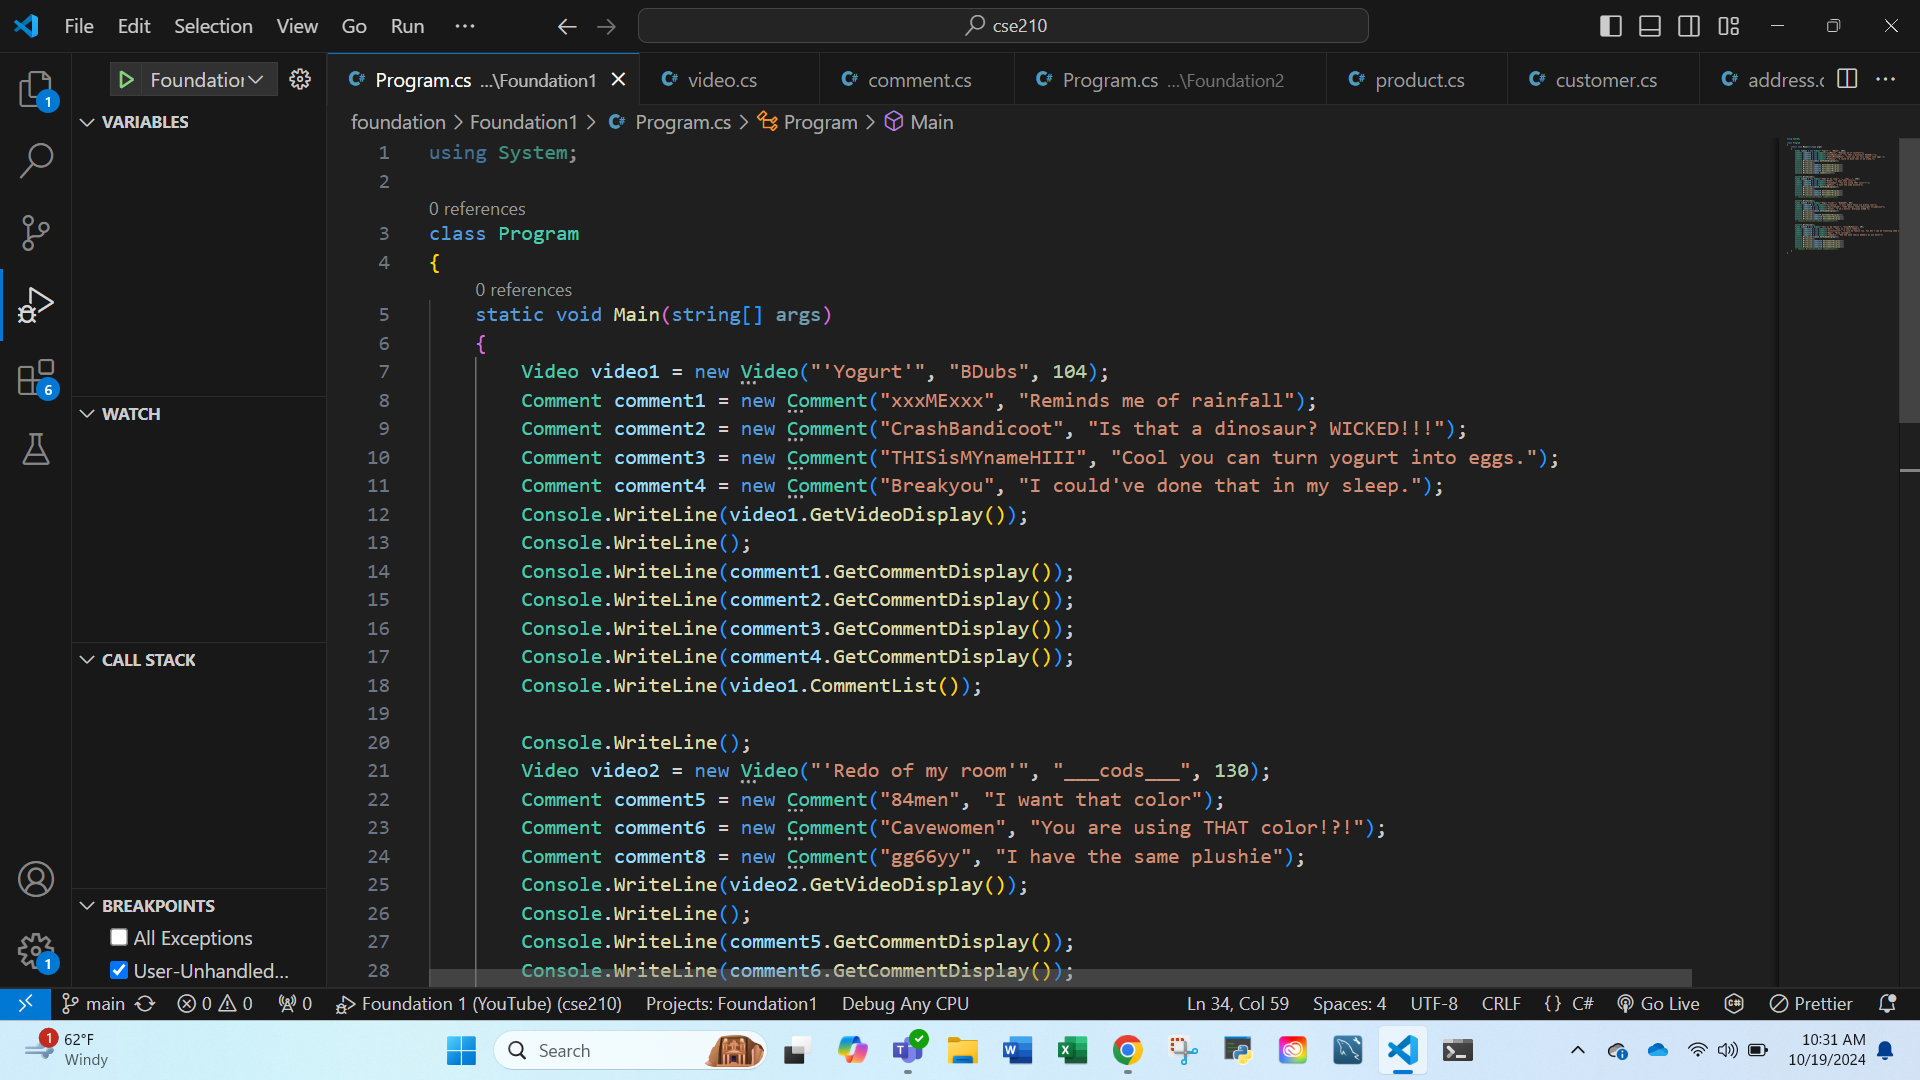 File Edit Selection View Go Run ··· cse210
Foundation
Program.cs ...\Foundation1 video.cs comment.cs Program.cs ...\Foundation2 product.cs customer.cs address.c
foundation > Foundation1 > Program.cs > Program > Main
VARIABLES
WATCH
CALL STACK
BREAKPOINTS
All Exceptions
User-Unhandled...
1
6
1
1 using System;
2
0 references
3 class Program
4 {
0 references
5 static void Main(string[] args)
6 {
7 Video video1 = new Video("'Yogurt'", "BDubs", 104);
8 Comment comment1 = new Comment("xxxMExxx", "Reminds me of rainfall");
9 Comment comment2 = new Comment("CrashBandicoot", "Is that a dinosaur? WICKED!!!");
10 Comment comment3 = new Comment("THISisMYnameHIII", "Cool you can turn yogurt into eggs.");
11 Comment comment4 = new Comment("Breakyou", "I could've done that in my sleep.");
12 Console.WriteLine(video1.GetVideoDisplay());
13 Console.WriteLine();
14 Console.WriteLine(comment1.GetCommentDisplay());
15 Console.WriteLine(comment2.GetCommentDisplay());
16 Console.WriteLine(comment3.GetCommentDisplay());
17 Console.WriteLine(comment4.GetCommentDisplay());
18 Console.WriteLine(video1.CommentList());
19
20 Console.WriteLine();
21 Video video2 = new Video("'Redo of my room'", "___cods___", 130);
22 Comment comment5 = new Comment("84men", "I want that color");
23 Comment comment6 = new Comment("Cavewomen", "You are using THAT color!?!");
24 Comment comment8 = new Comment("gg66yy", "I have the same plushie");
25 Console.WriteLine(video2.GetVideoDisplay());
26 Console.WriteLine();
27 Console.WriteLine(comment5.GetCommentDisplay());
28 Console.WriteLine(comment6.GetCommentDisplay());
main 0 0 0 Foundation 1 (YouTube) (cse210) Projects: Foundation1 Debug Any CPU Ln 34, Col 59 Spaces: 4 UTF-8 CRLF {} C# Go Live Prettier
1 62°F
Windy
Search
10:31 AM
10/19/2024